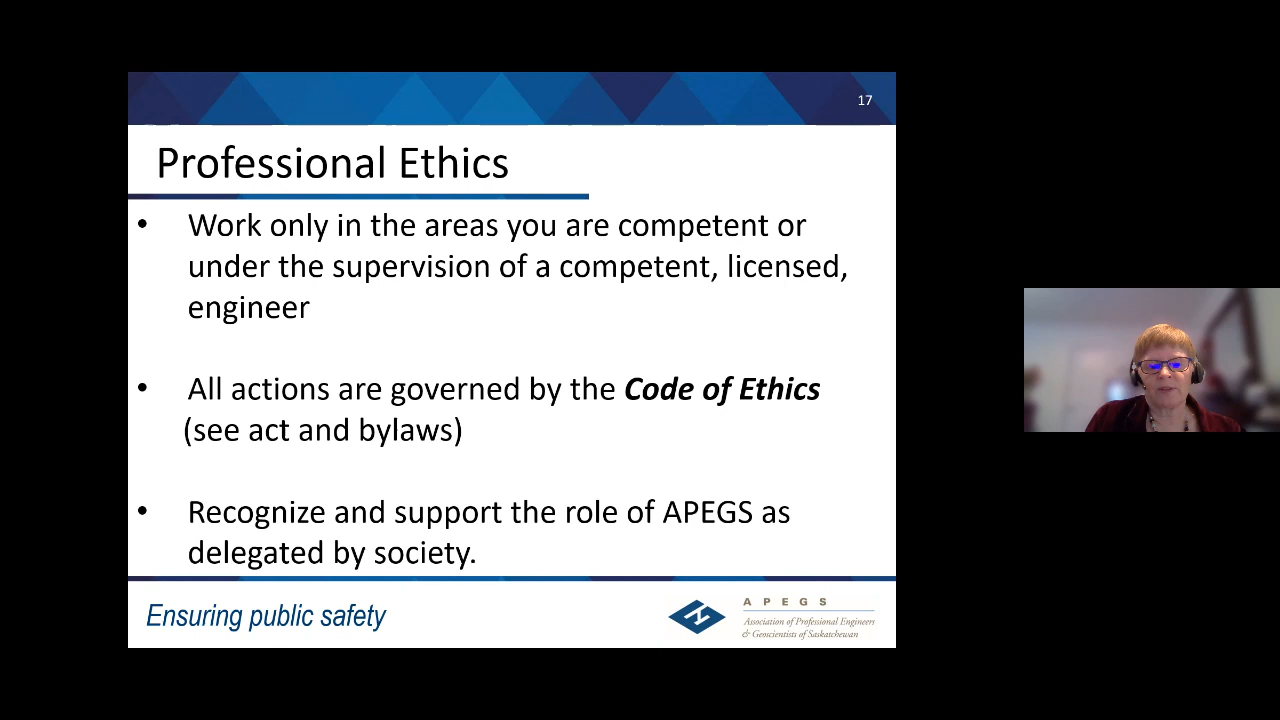 17
Professional Ethics
• Work only in the areas you are competent or
under the supervision of a competent, licensed,
engineer
• All actions are governed by the Code of Ethics
(see act and bylaws)
• Recognize and support the role of APEGS as
delegated by society.
Ensuring public safety
APEGS
Association of Professional Engineers
& Geoscientists of Saskatchewan